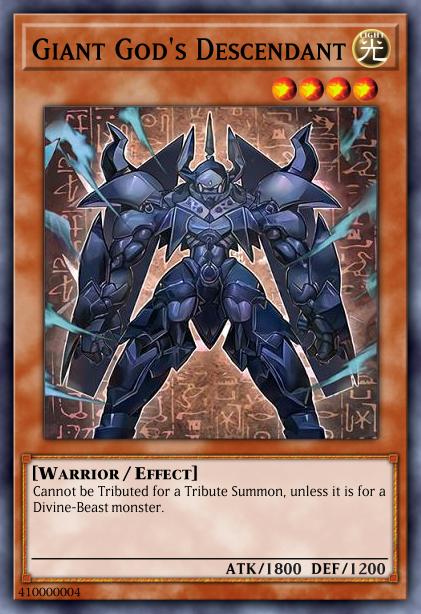 Giant God's Descendant
LIGHT
光
[Warrior / Effect]
Cannot be Tributed for a Tribute Summon, unless it is for a
Divine-Beast monster.
ATK/1800 DEF/1200
410000004